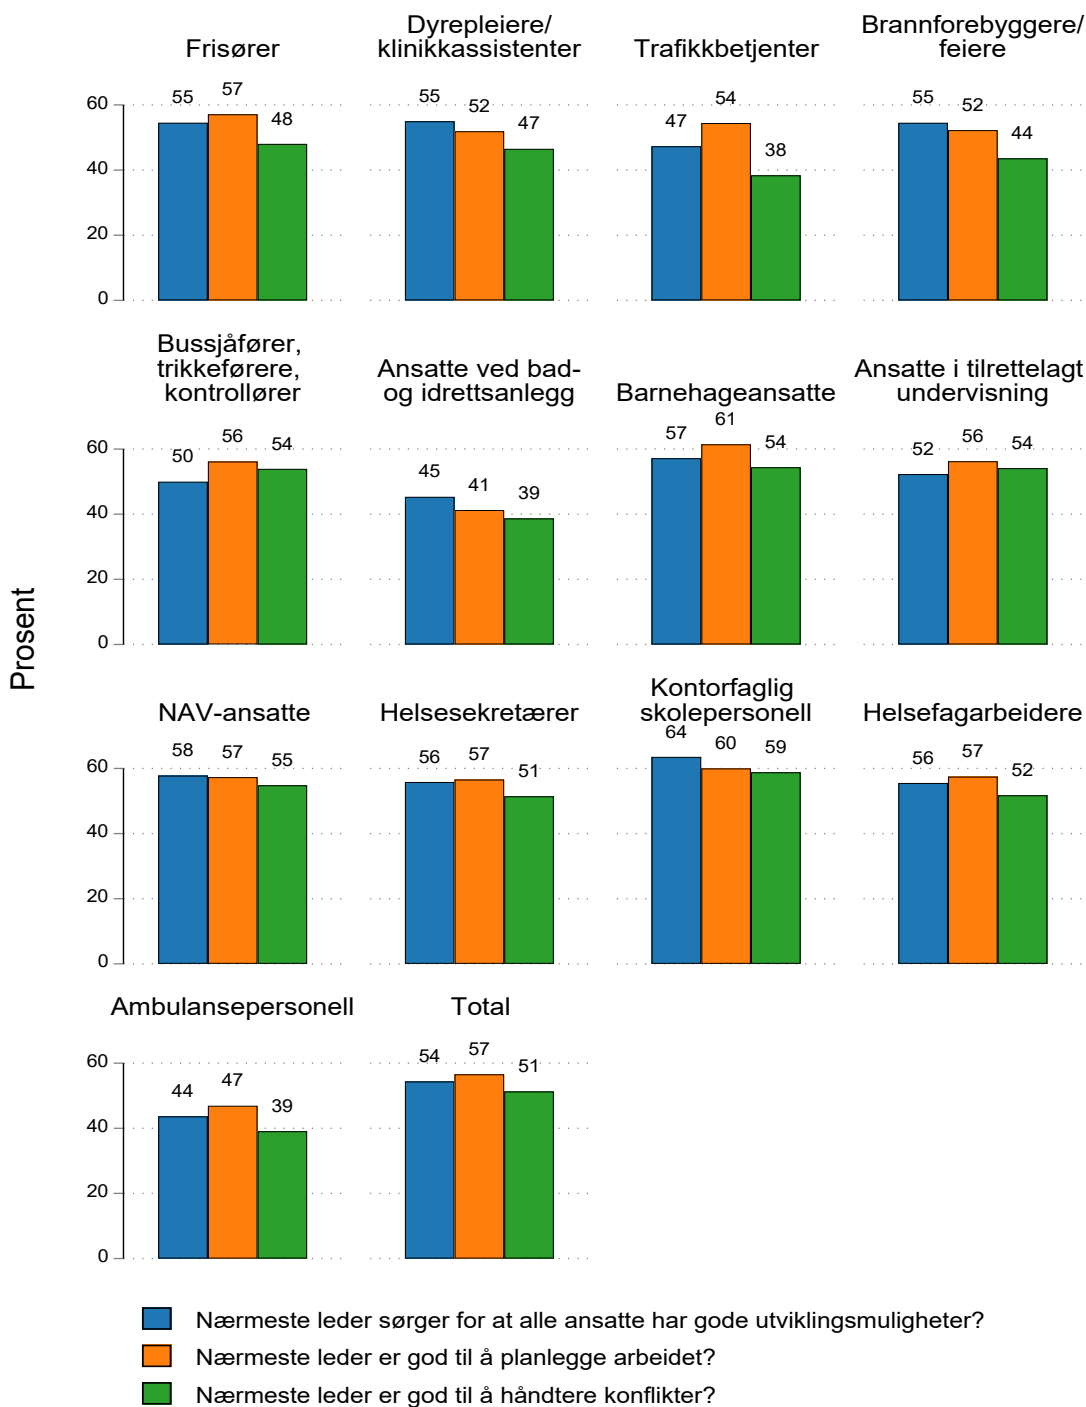 Frisører
Dyrepleiere/
klinikkassistenter
Trafikkbetjenter
Brannforebyggere/
feiere
60
40
20
0
55
57
48
55
52
47
47
54
38
55
52
44
Bussjåfører,
trikkeførere,
kontrollører
Ansatte ved bad-
og idrettsanlegg
Barnehageansatte
Ansatte i tilrettelagt
undervisning
60
40
20
0
50
56
54
45
41
39
57
61
54
52
56
54
Prosent
NAV-ansatte
Helsesekretærer
Kontorfaglig
skolepersonell
Helsefagarbeidere
60
40
20
0
58
57
55
56
57
51
64
60
59
56
57
52
Ambulansepersonell
Total
60
40
20
0
44
47
39
54
57
51
Nærmeste leder sørger for at alle ansatte har gode utviklingsmuligheter?
Nærmeste leder er god til å planlegge arbeidet?
Nærmeste leder er god til å håndtere konflikter?